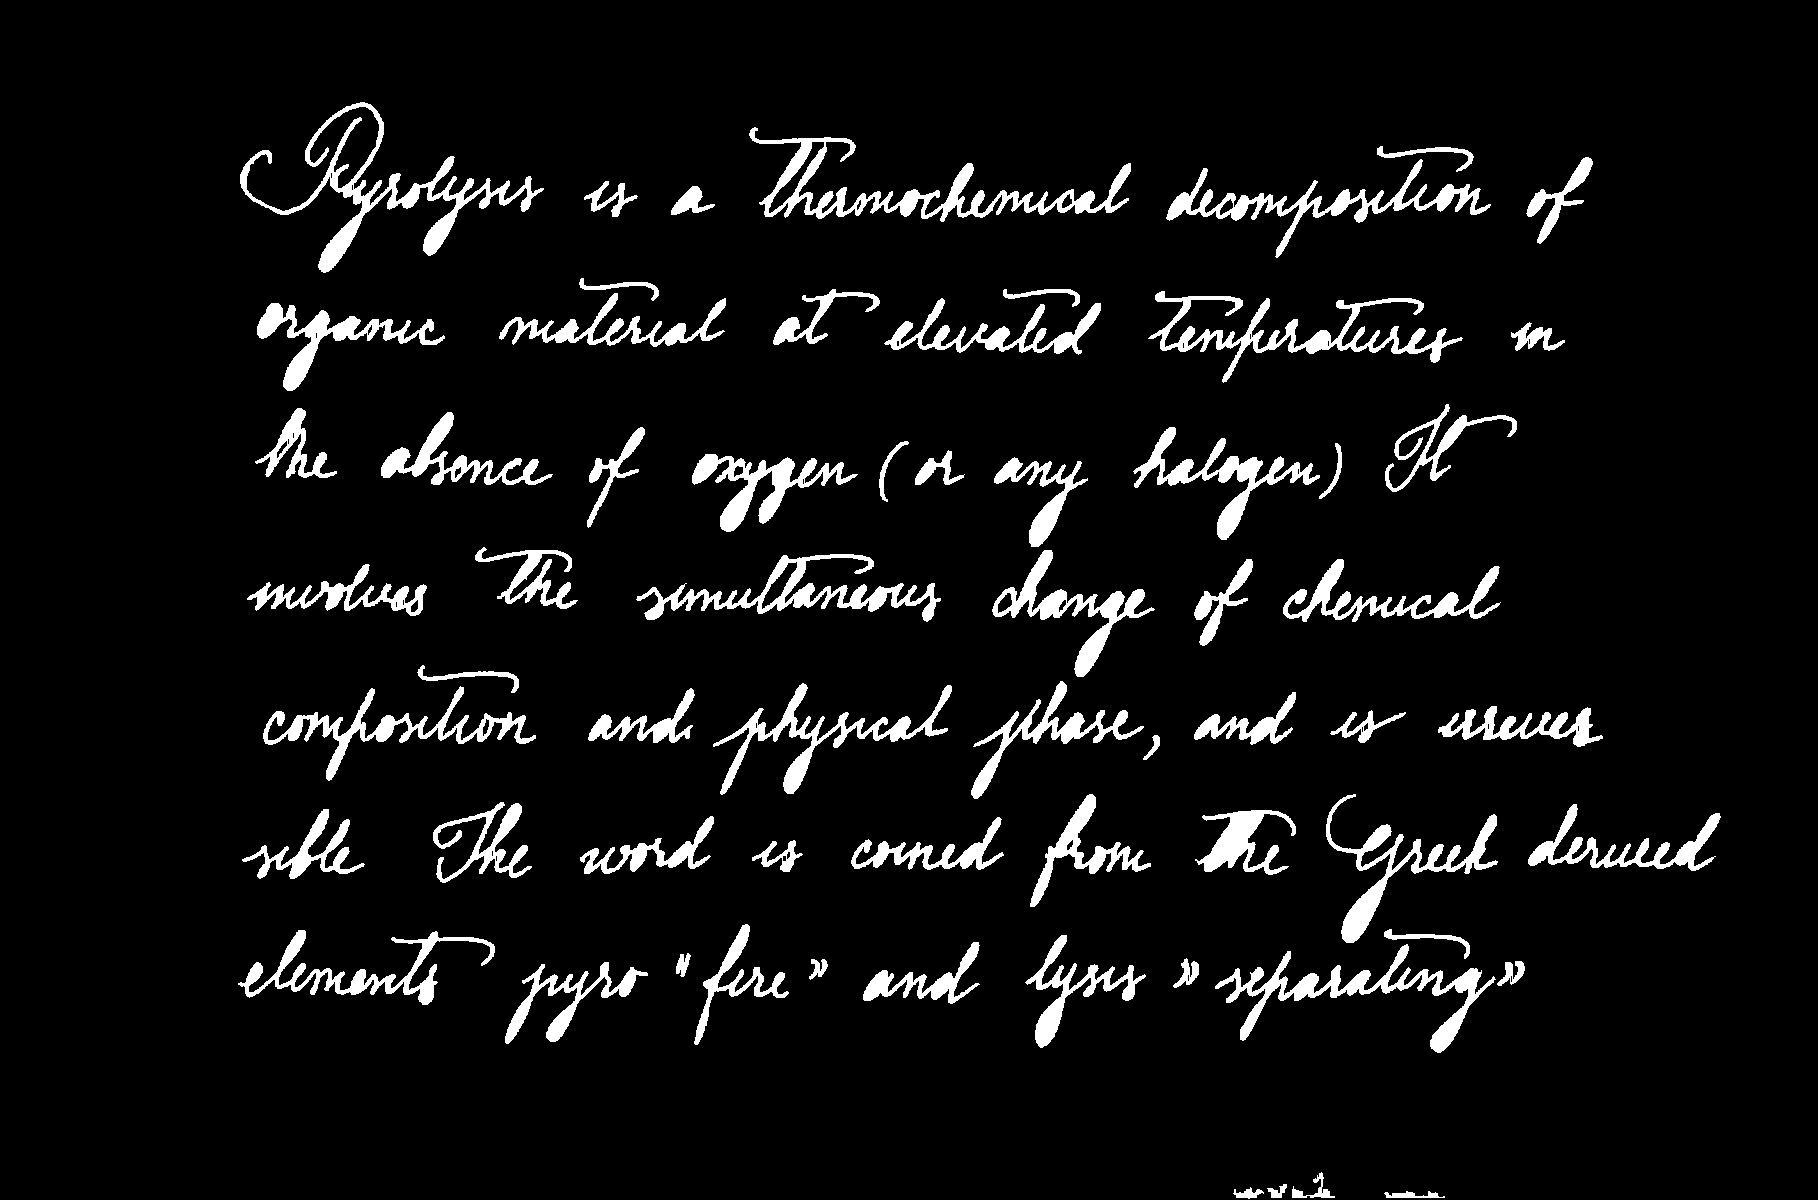 Pyrolysis is a thermochemical decomposition of
organic material at elevated temperatures in
the absence of oxygen (or any halogen) It
involves the simultaneous change of chemical
composition and physical phase, and is irrever
sible The word is coined from the Greek derived
elements pyro "fire" and lysis "separating"